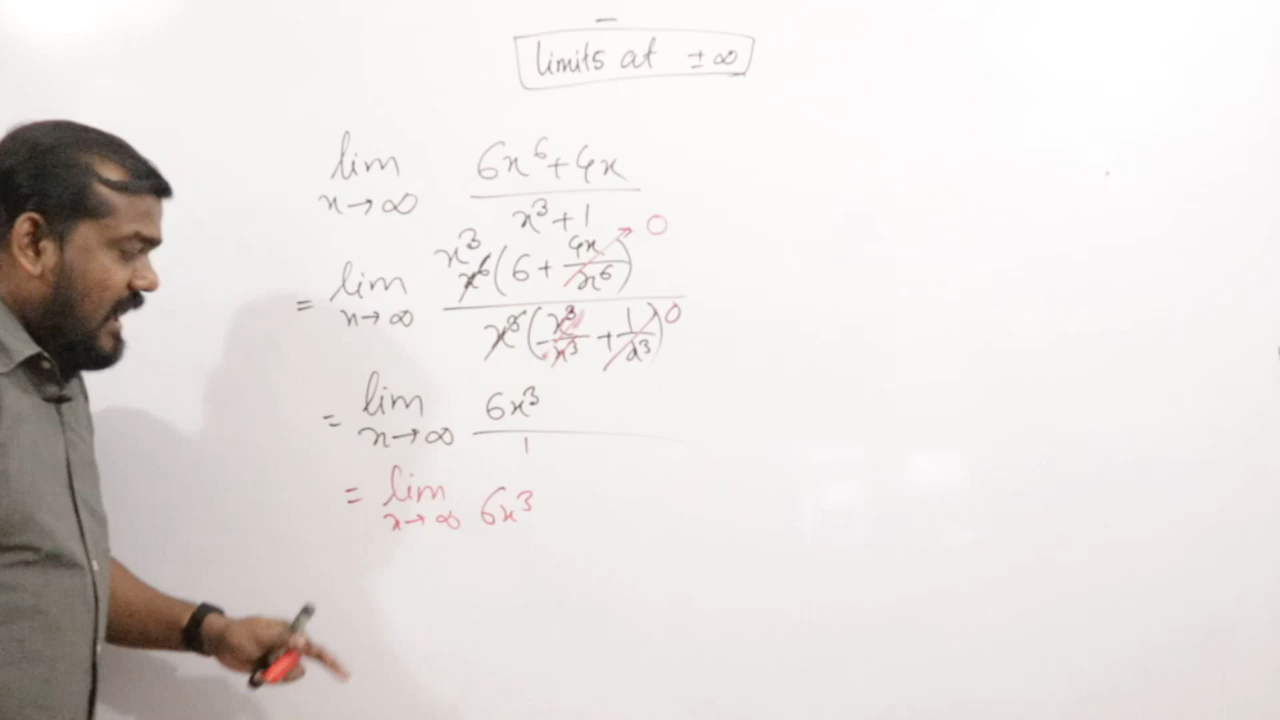 limits at ±∞
lim x→∞ (6x⁶+4x)/(x³+1)
= lim x→∞ x³ x⁶(6+4x/x⁶) → 0 / x³(x³/x³+1/x³) 0
= lim x→∞ 6x³/1
= lim x→∞ 6x³